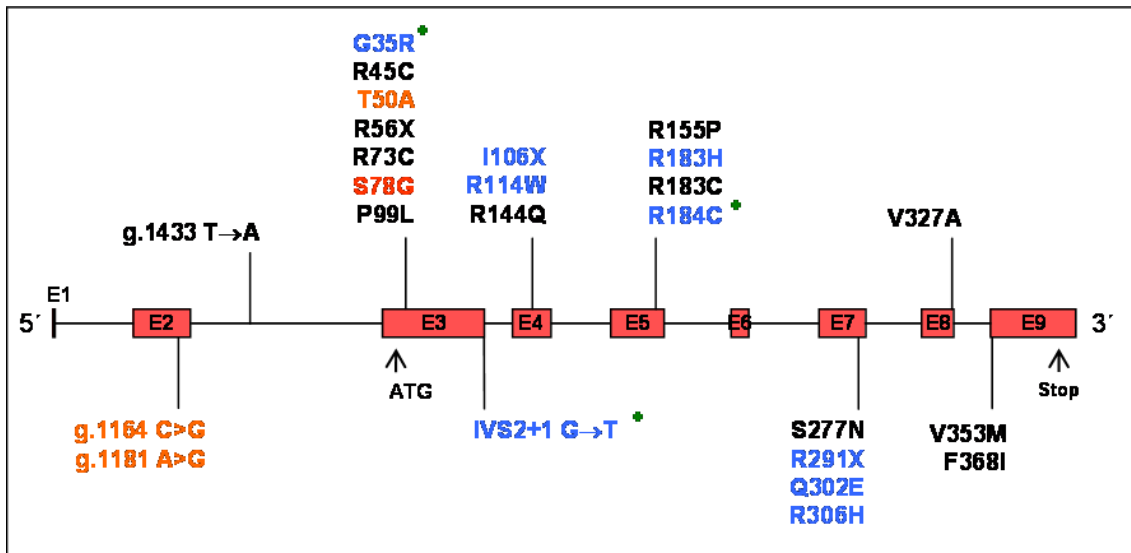 G35R
R45C
T50A
R56X
R73C
S78G
P99L
I106X
R114W
R144Q
R155P
R183H
R183C
R184C
V327A
g.1433 T→A
5´
E1
E2
E3
E4
E5
E6
E7
E8
E9
3´
ATG
Stop
g.1164 C>G
g.1181 A>G
IVS2+1 G→T
S277N
R291X
Q302E
R306H
V353M
F368I